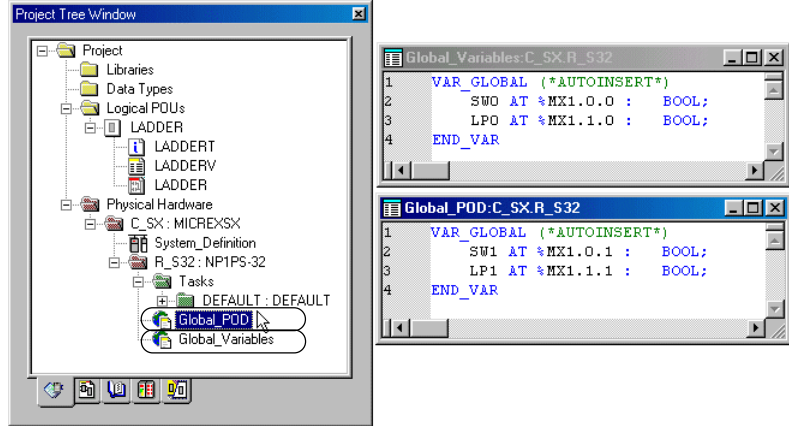 Project Tree Window
Project
Libraries
Data Types
Logical POUs
LADDER
LADDERT
LADDERV
LADDER
Physical Hardware
C_SX : MICREXSX
System_Definition
R_S32 : NP1PS-32
Tasks
DEFAULT : DEFAULT
Global_POD
Global_Variables
Global_Variables:C_SX.R_S32
1 VAR_GLOBAL (*AUTOINSERT*)
2 SW0 AT %MX1.0.0 : BOOL;
3 LP0 AT %MX1.1.0 : BOOL;
4 END_VAR
Global_POD:C_SX.R_S32
1 VAR_GLOBAL (*AUTOINSERT*)
2 SW1 AT %MX1.0.1 : BOOL;
3 LP1 AT %MX1.1.1 : BOOL;
4 END_VAR